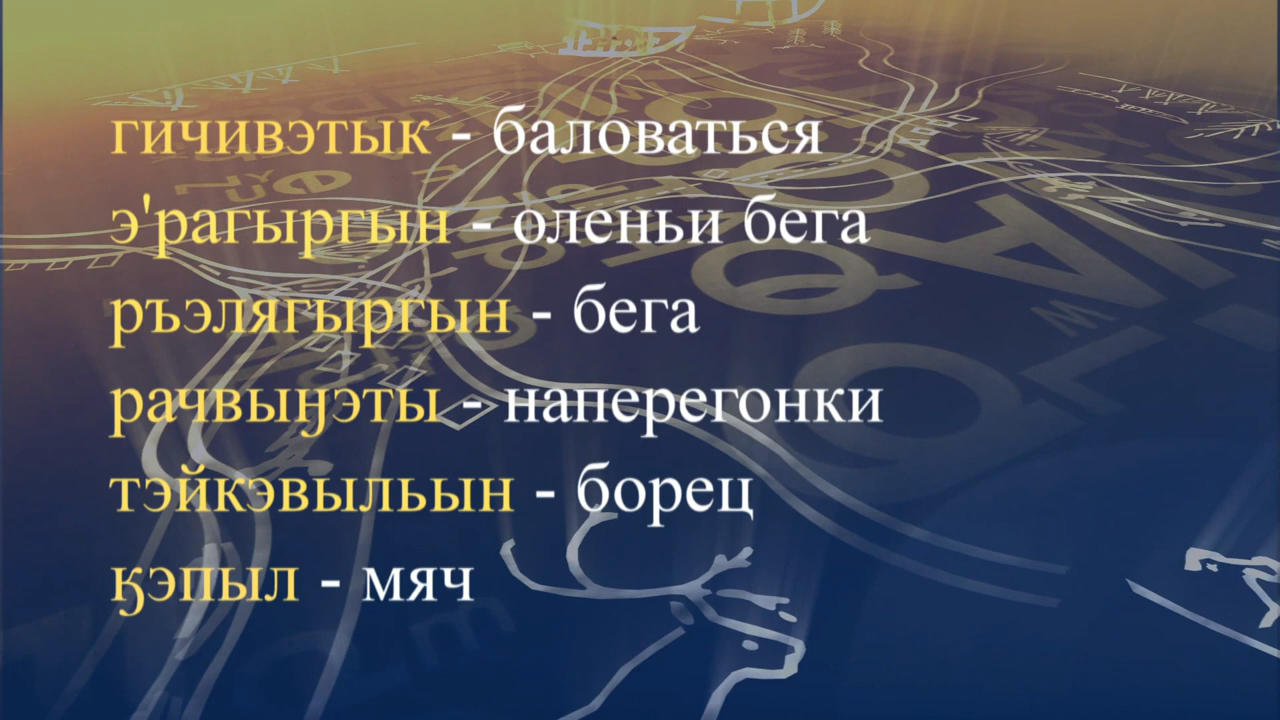 гичивэтык - баловаться
э'рагыргын - оленьи бега
ръэлягыргын - бега
рачвыӈэты - наперегонки
тэйкэвыльын - борец
ӄэпыл - мяч